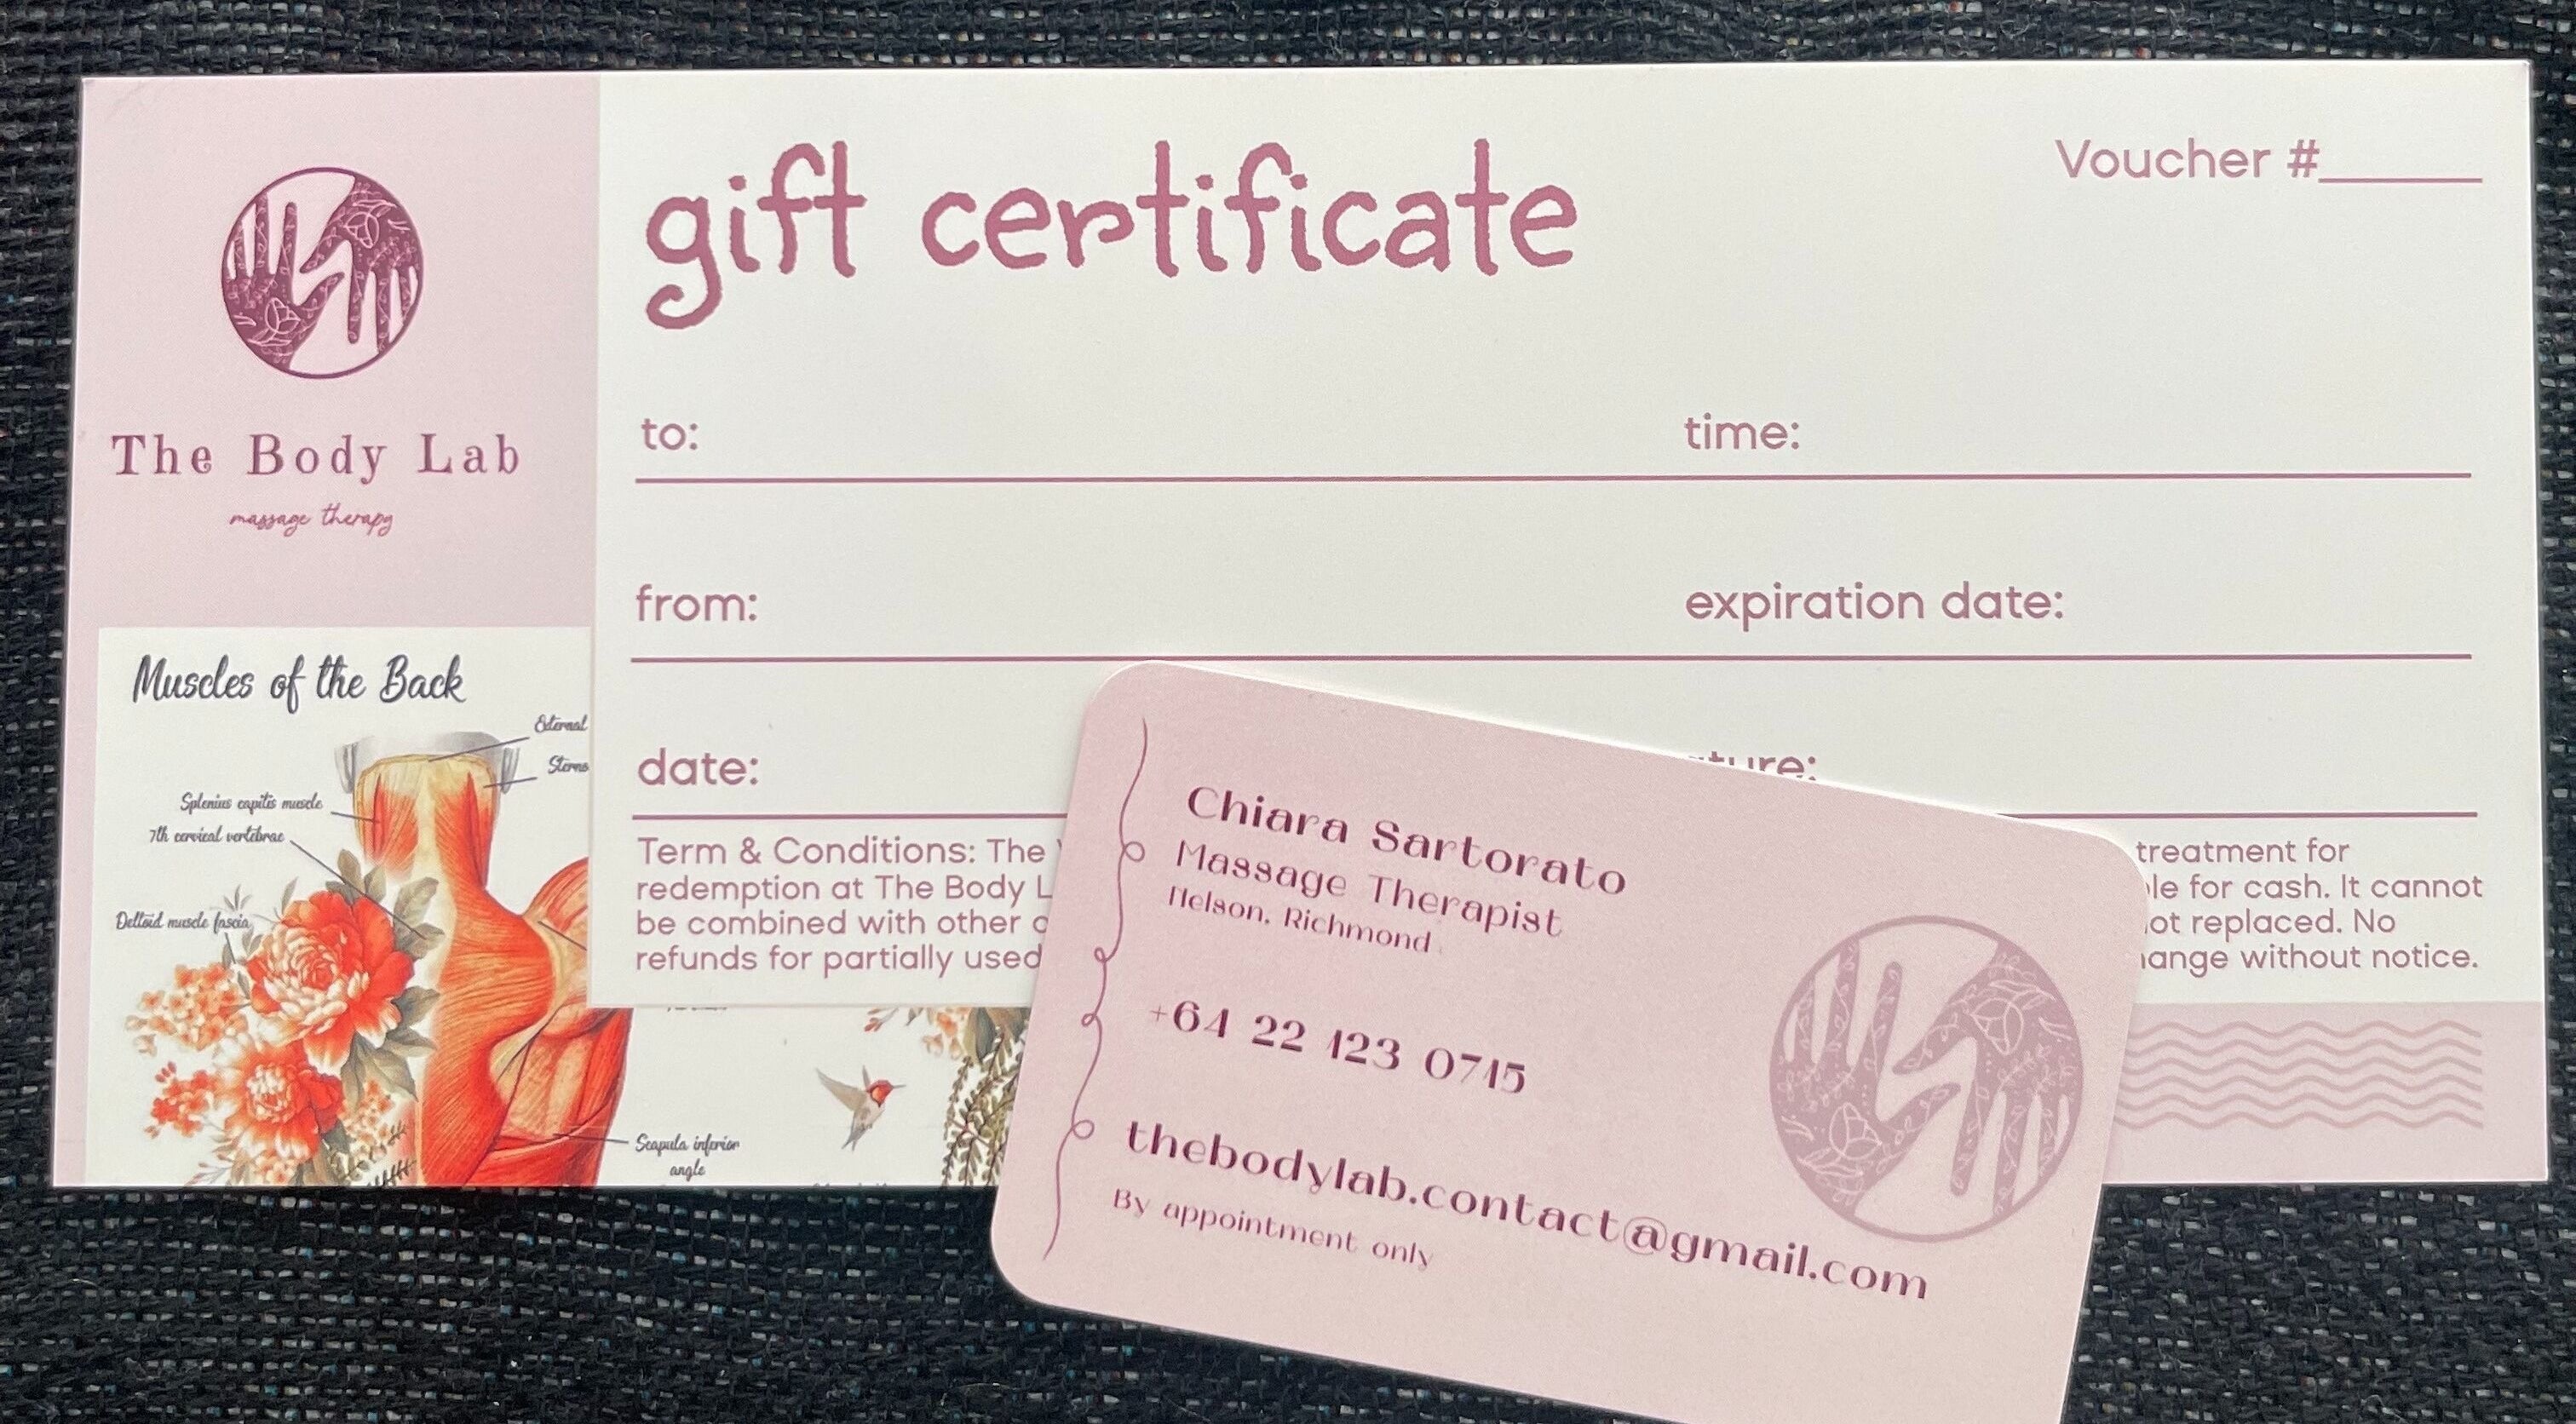 The Body Lab
massage therapy
gift certificate
Voucher #
to:
time:
from:
expiration date:
date:
Term & Conditions: The
redemption at The Body
be combined with other
refunds for partially used
treatment for
for cash. It cannot
replaced. No
without notice.
Muscles of the Back
External
Splenius capitis muscle
7th cervical vertebrae
Deltoid muscle fascia
Scapula inferior
angle
Chiara Sartorato
Massage Therapist
Nelson, Richmond
+64 22 123 0715
thebodylab.contact@gmail.com
By appointment only